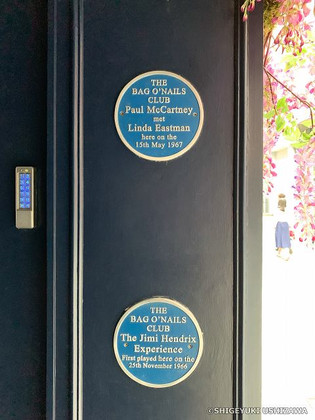 THE
BAG O'NAILS
CLUB
Paul McCartney
met
Linda Eastman
here on the
15th May 1967
THE
BAG O'NAILS
CLUB
The Jimi Hendrix
Experience
First played here on the
25th November 1966
©SHIGEYUKI USHIZAWA